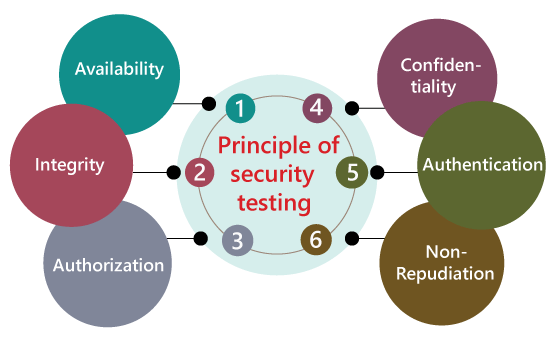 Availability
Integrity
Authorization
1
2
3
Principle of
security
testing
4
5
6
Confiden-
tiality
Authentication
Non-
Repudiation